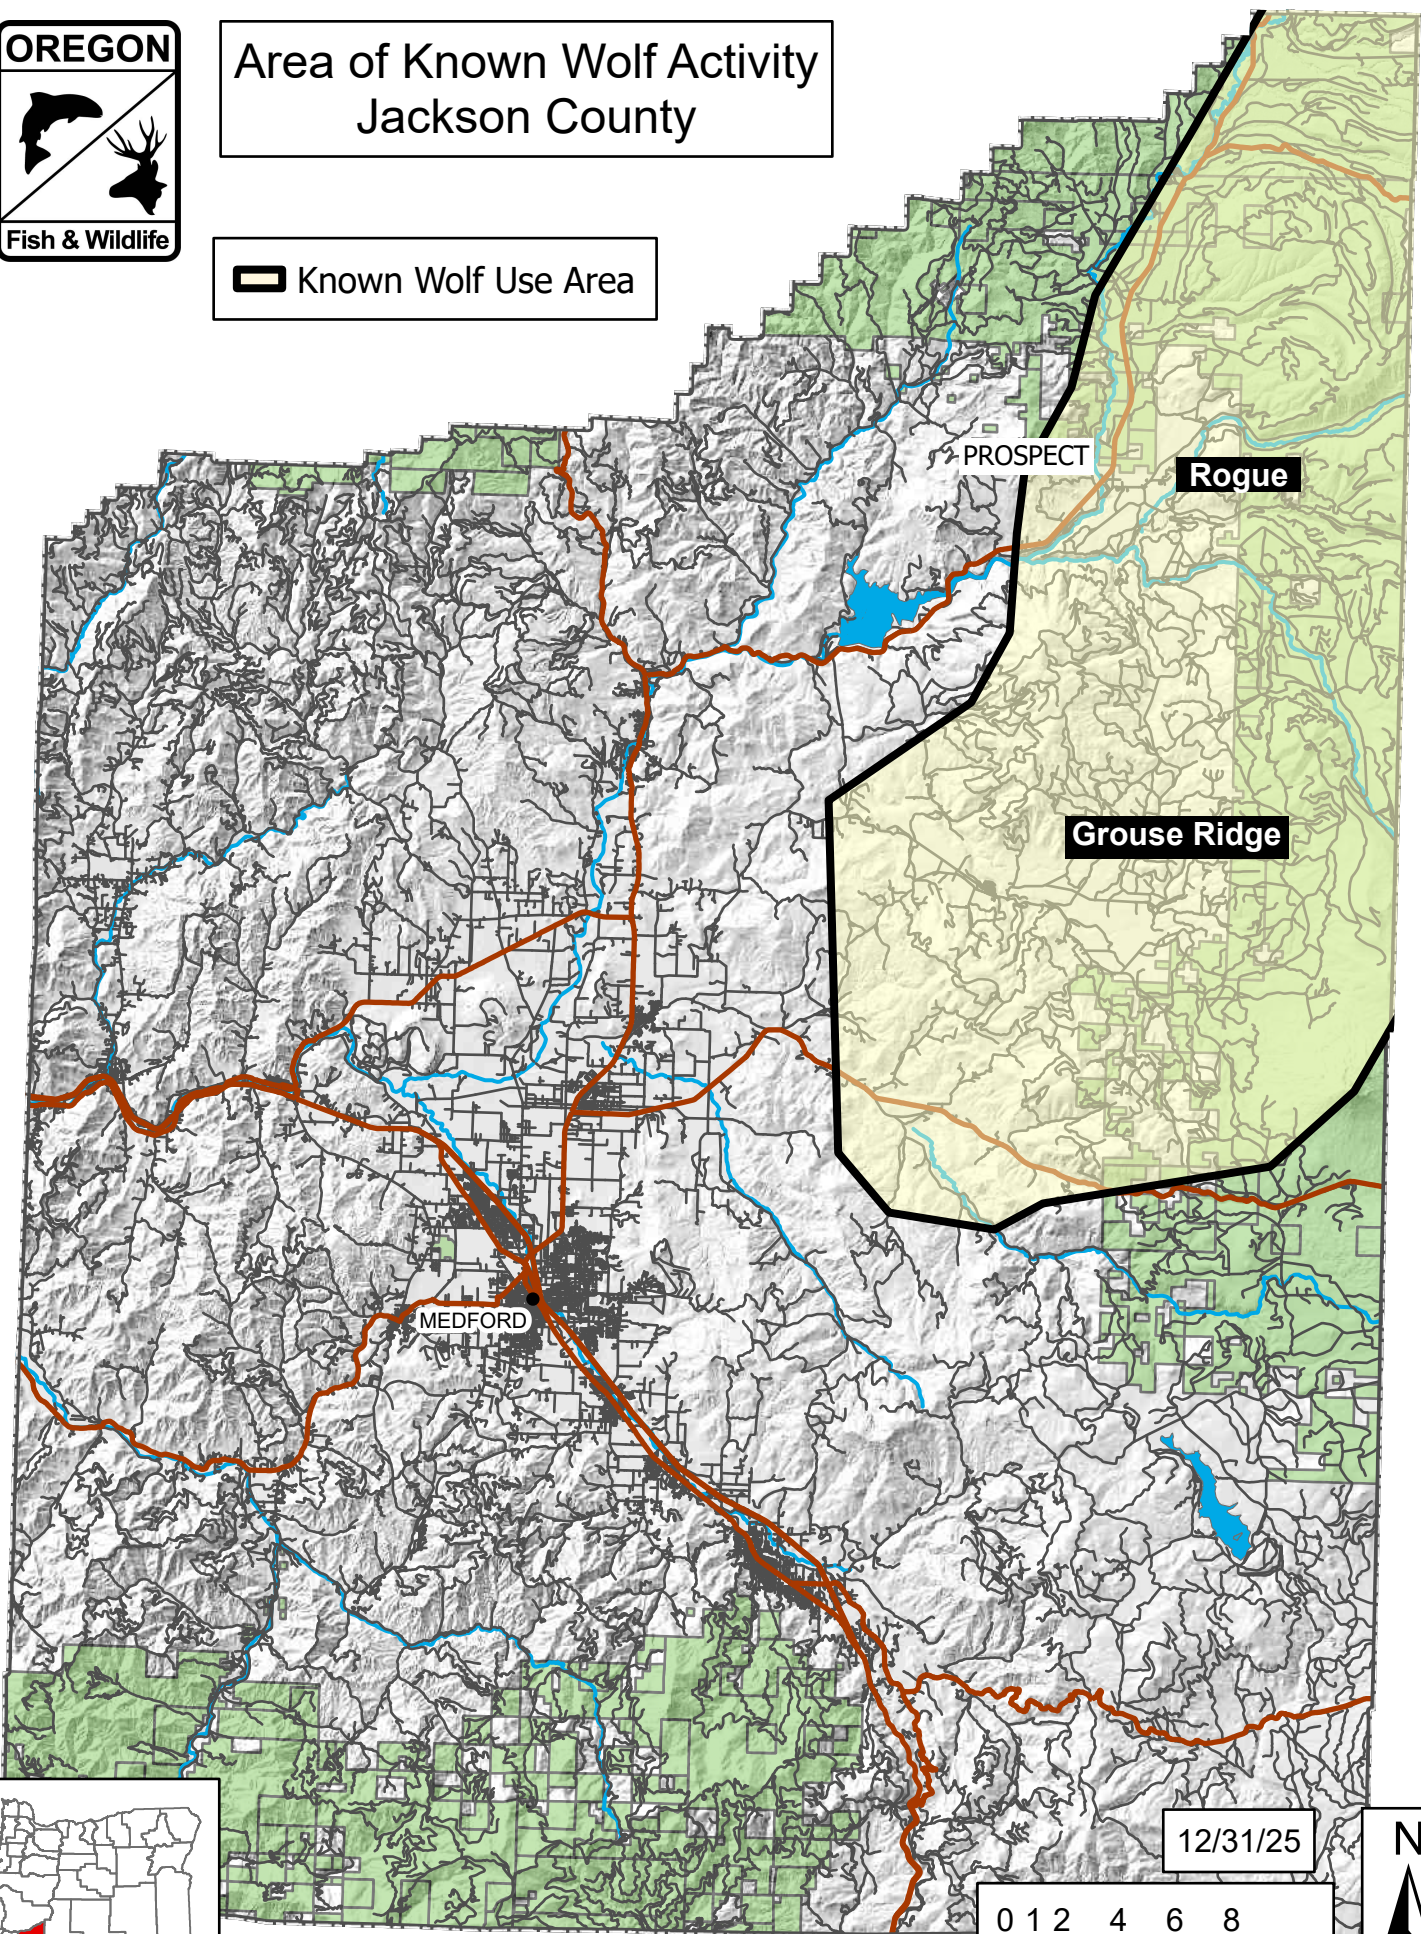 OREGON
Fish & Wildlife
Area of Known Wolf Activity
Jackson County
Known Wolf Use Area
PROSPECT
Rogue
Grouse Ridge
MEDFORD
12/31/25
N
0 1 2 4 6 8